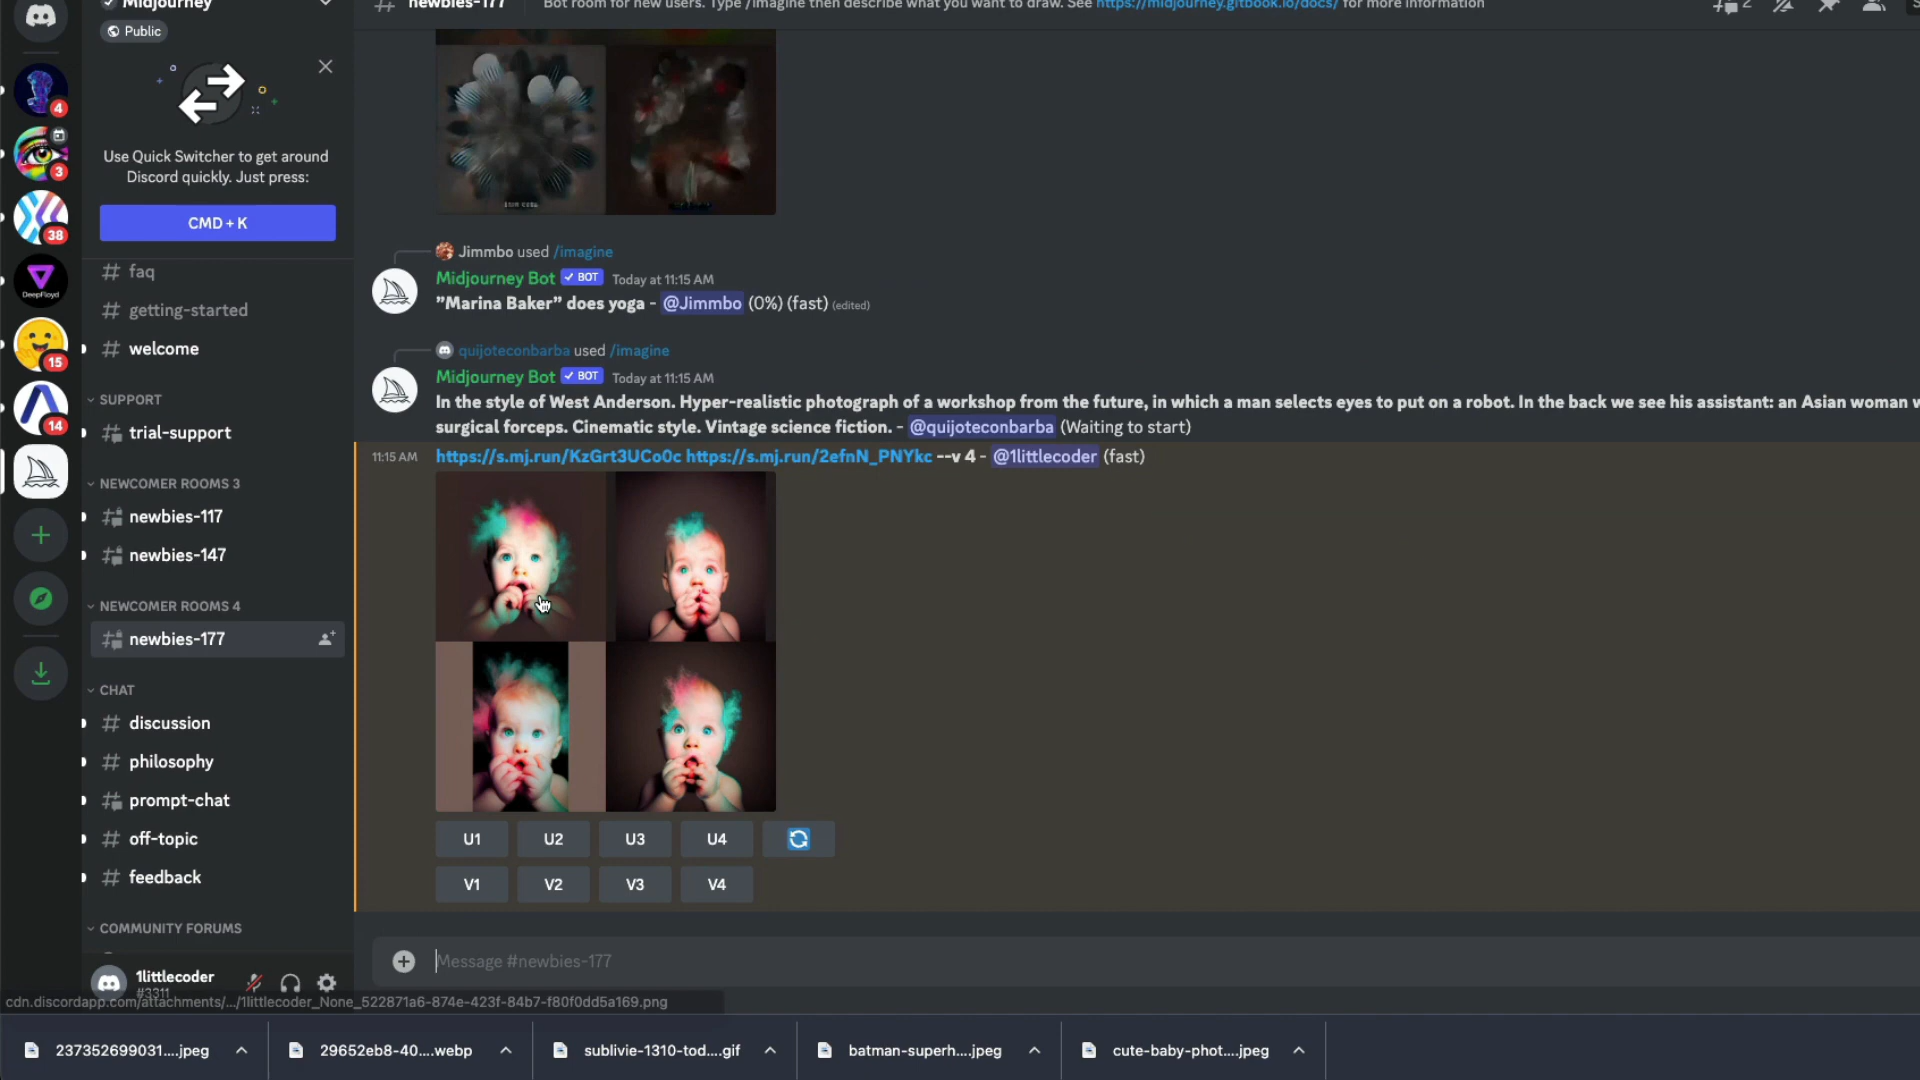 Midjourney
Public
4
3
38
DeepFloyd
15
14
Use Quick Switcher to get around
Discord quickly. Just press:
CMD + K
# faq
# getting-started
# welcome
SUPPORT
trial-support
NEWCOMER ROOMS 3
newbies-117
newbies-147
NEWCOMER ROOMS 4
newbies-177
CHAT
# discussion
# philosophy
prompt-chat
# off-topic
# feedback
COMMUNITY FORUMS
1littlecoder
#3311
# newbies-177 Bot room for new users. Type /imagine then describe what you want to draw. See https://midjourney.gitbook.io/docs/ for more information
2
Jimmbo used /imagine
Midjourney Bot BOT Today at 11:15 AM
"Marina Baker" does yoga - @Jimmbo (0%) (fast) (edited)
quijoteconbarba used /imagine
Midjourney Bot BOT Today at 11:15 AM
In the style of West Anderson. Hyper-realistic photograph of a workshop from the future, in which a man selects eyes to put on a robot. In the back we see his assistant: an Asian woman
surgical forceps. Cinematic style. Vintage science fiction. - @quijoteconbarba (Waiting to start)
11:15 AM https://s.mj.run/KzGrt3UCo0c https://s.mj.run/2efnN_PNYkc --v 4 - @1littlecoder (fast)
U1 U2 U3 U4
V1 V2 V3 V4
Message #newbies-177
cdn.discordapp.com/attachments/.../1littlecoder_None_522871a6-874e-423f-84b7-f80f0dd5a169.png
237352699031....jpeg
29652eb8-40....webp
sublivie-1310-tod....gif
batman-superh....jpeg
cute-baby-phot....jpeg